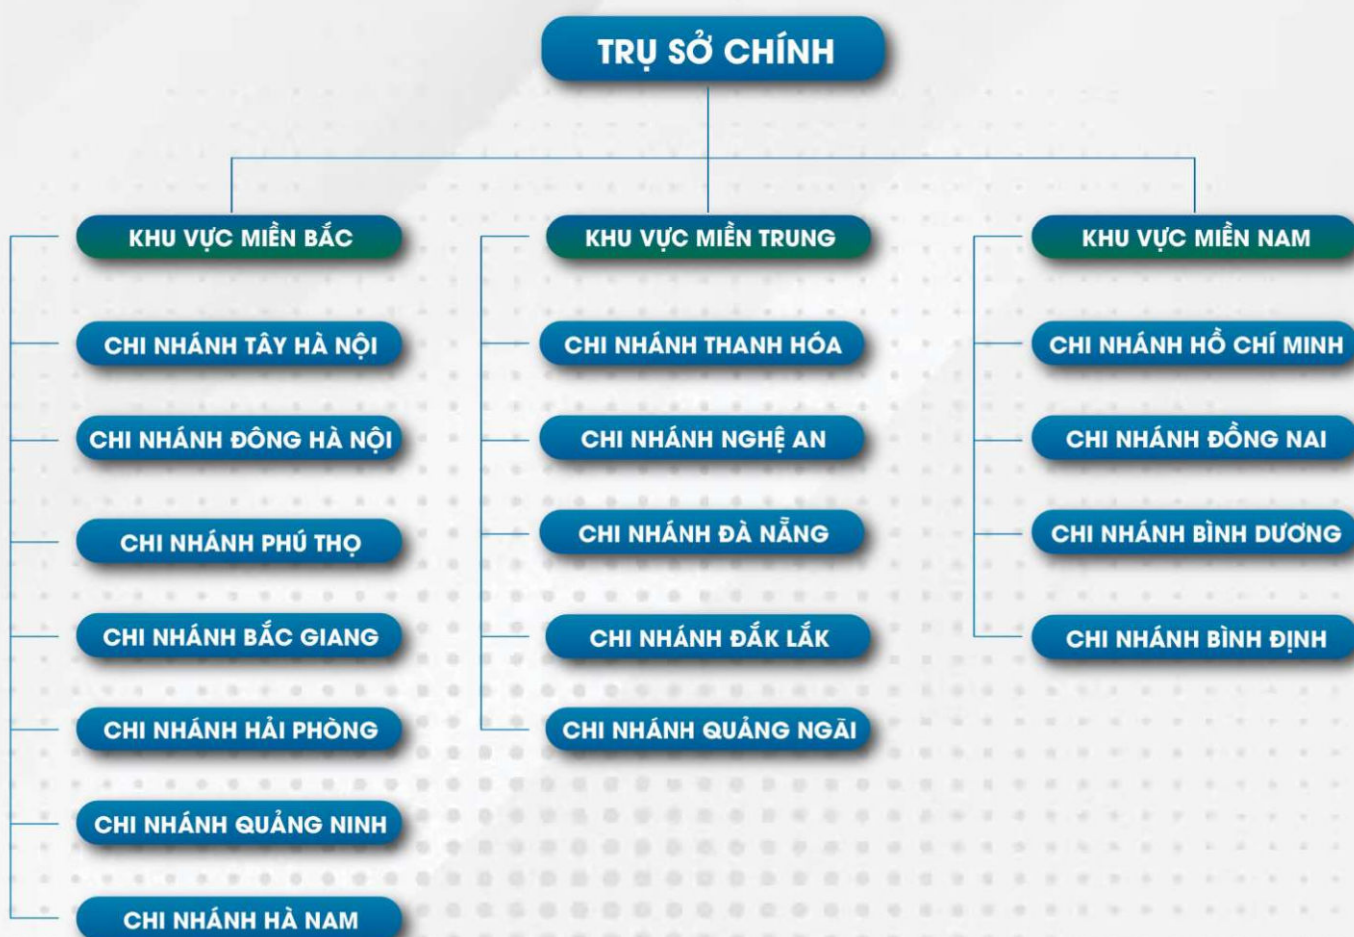 TRỤ SỞ CHÍNH
KHU VỰC MIỀN BẮC
CHI NHÁNH TÂY HÀ NỘI
CHI NHÁNH ĐÔNG HÀ NỘI
CHI NHÁNH PHÚ THỌ
CHI NHÁNH BẮC GIANG
CHI NHÁNH HẢI PHÒNG
CHI NHÁNH QUẢNG NINH
CHI NHÁNH HÀ NAM
KHU VỰC MIỀN TRUNG
CHI NHÁNH THANH HÓA
CHI NHÁNH NGHỆ AN
CHI NHÁNH ĐÀ NẴNG
CHI NHÁNH ĐẮK LẮK
CHI NHÁNH QUẢNG NGÃI
KHU VỰC MIỀN NAM
CHI NHÁNH HỒ CHÍ MINH
CHI NHÁNH ĐỒNG NAI
CHI NHÁNH BÌNH DƯƠNG
CHI NHÁNH BÌNH ĐỊNH